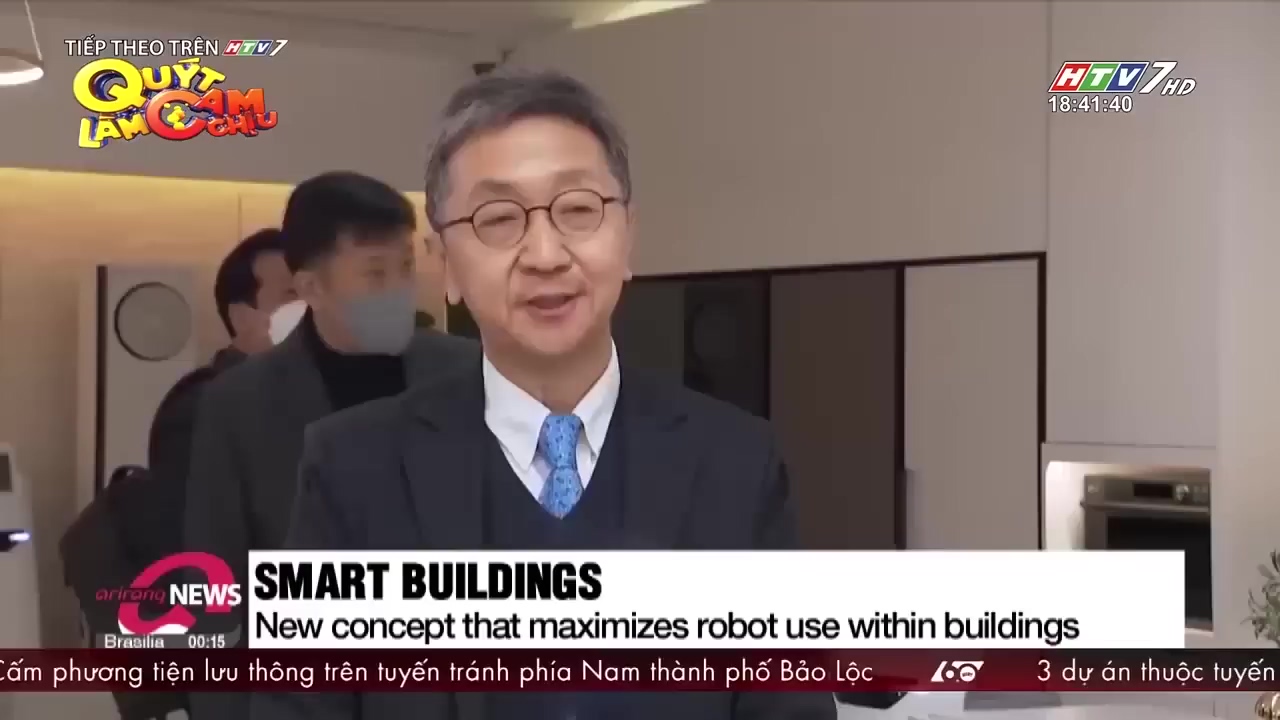 TIẾP THEO TRÊN HTV7
QUÝT
LÀM CAM
CHỊU
HTV7 HD
18:41:40
SMART BUILDINGS
arirang NEWS
New concept that maximizes robot use within buildings
Brasilia 00:15
Cấm phương tiện lưu thông trên tuyến tránh phía Nam thành phố Bảo Lộc 60 giây 3 dự án thuộc tuyến